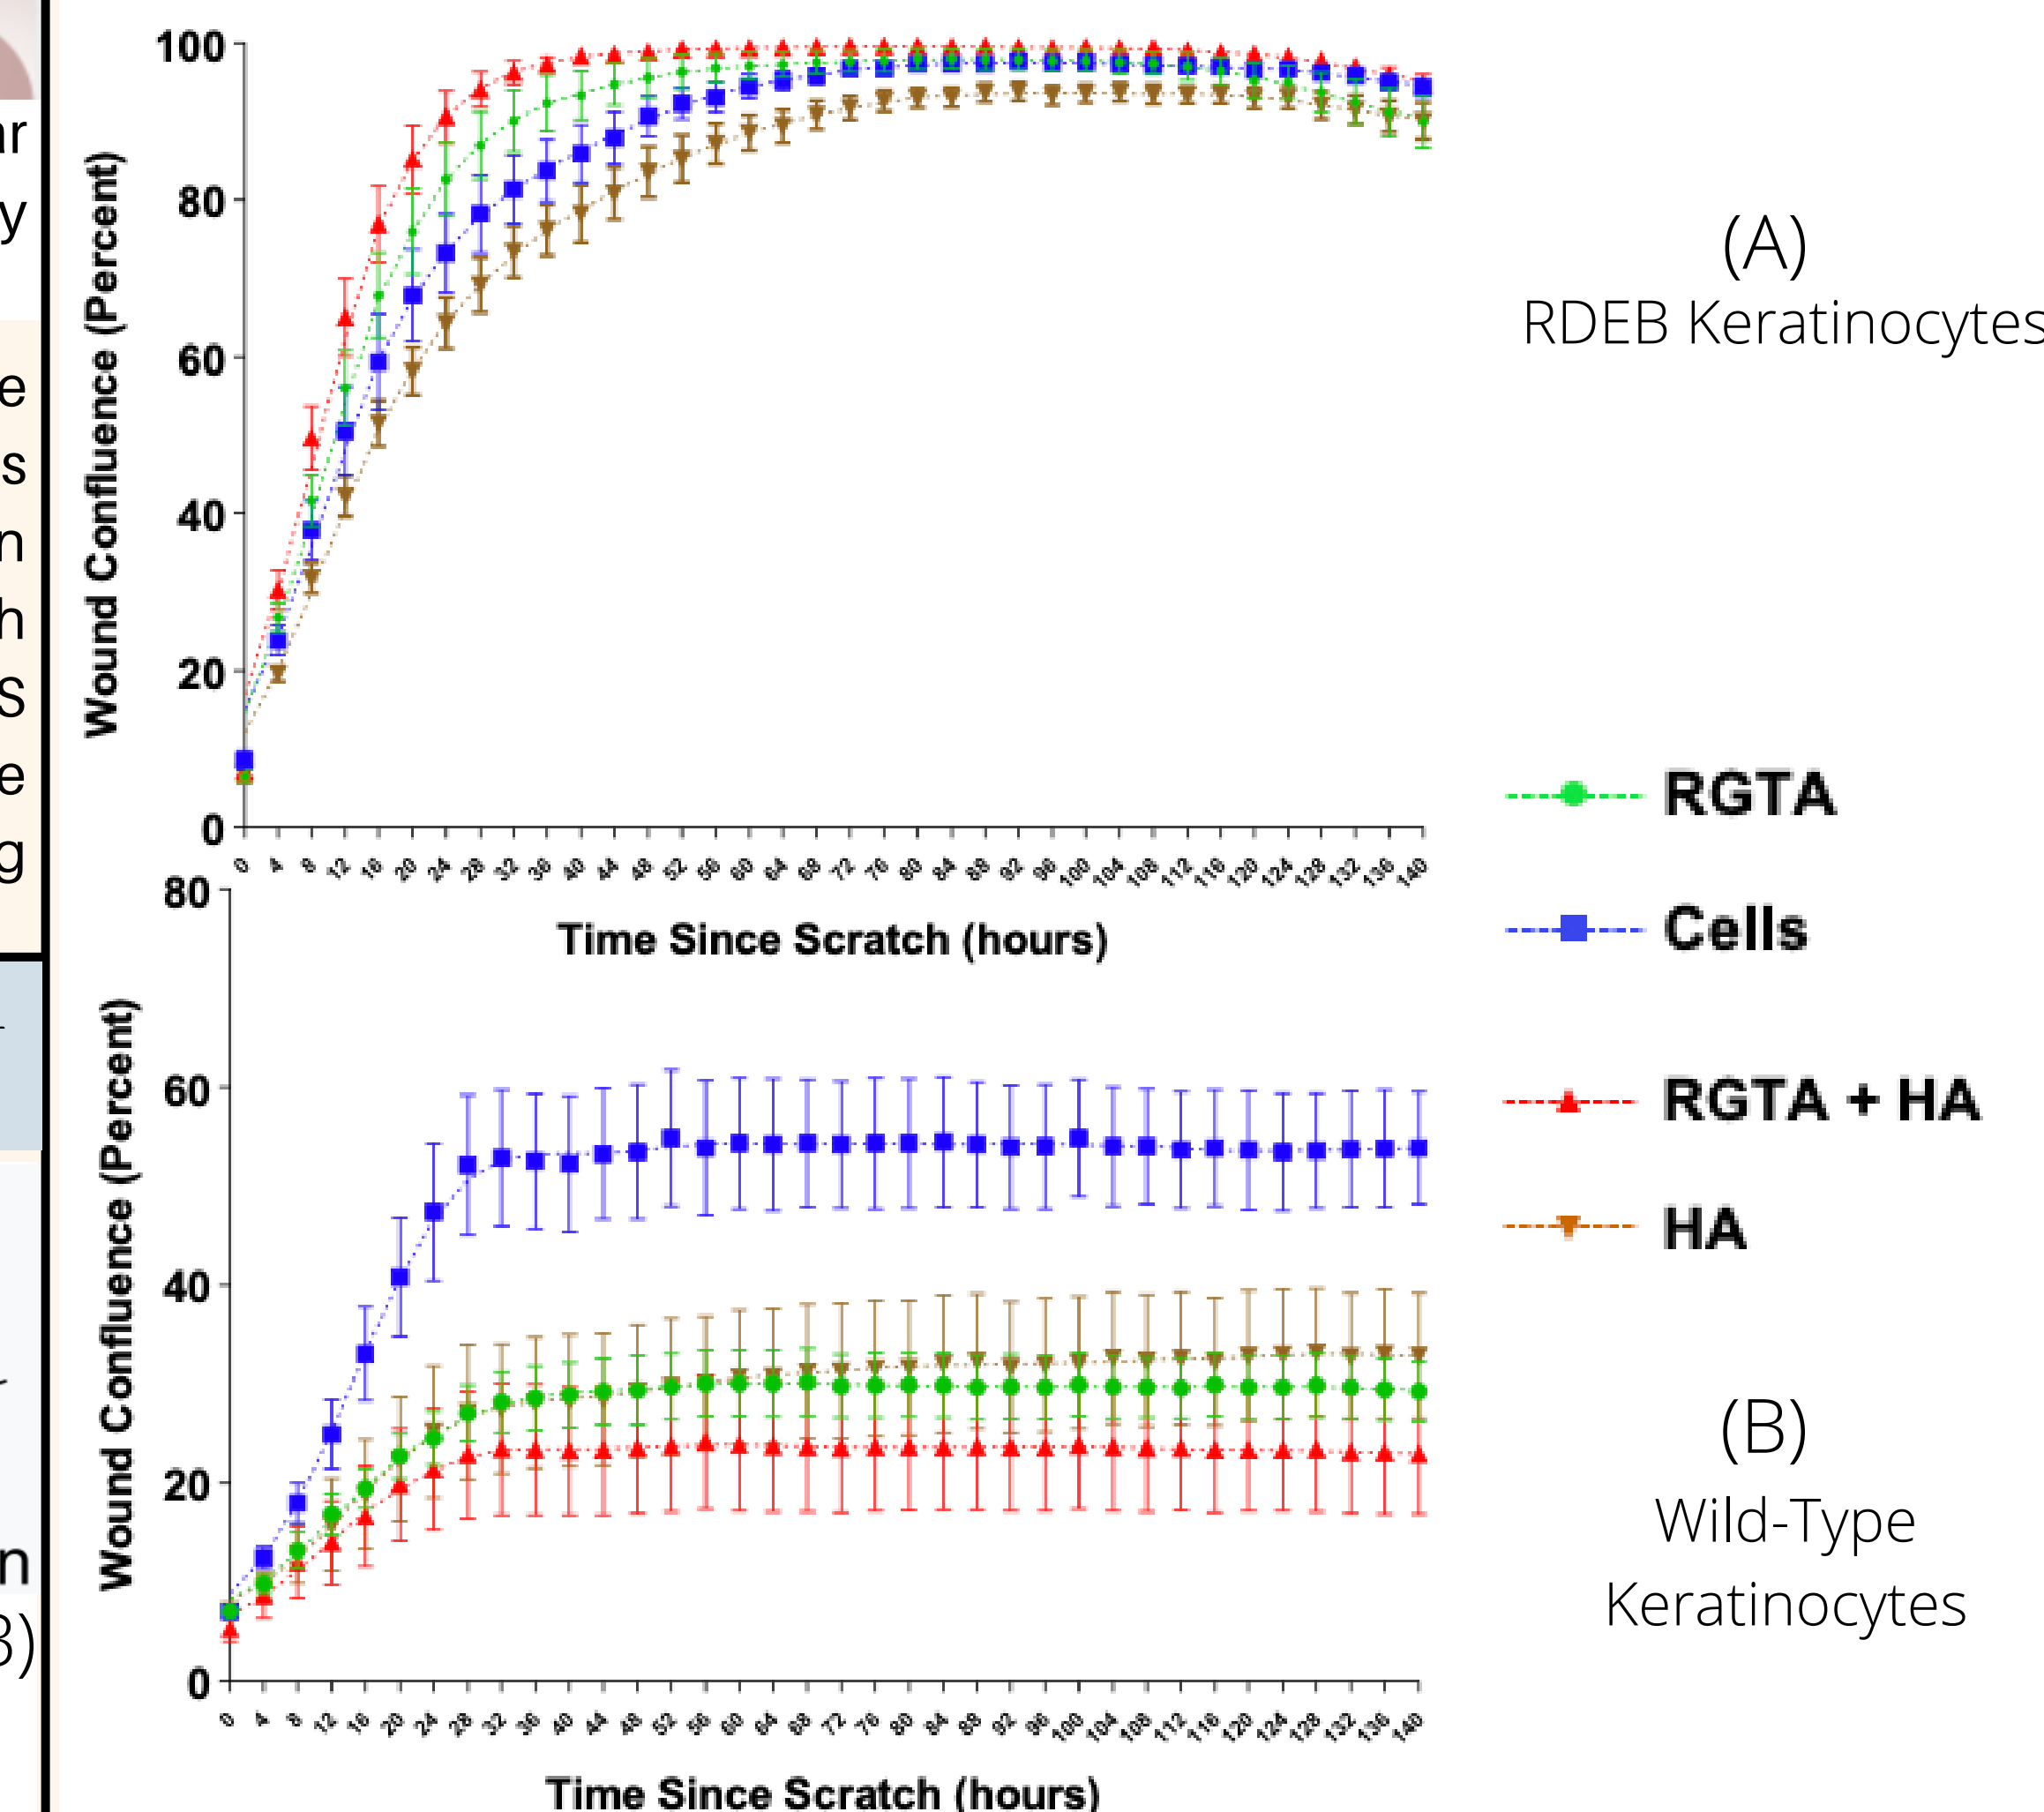 ar
y
e
s
n
h
S
e
g
n
3)
100
80
60
40
20
0
Wound Confluence (Percent)
0 4 8 12 16 20 24 28 32 36 40 44 48 52 56 60 64 68 72 76 80 84 88 92 96 100 104 108 112 116 120 124 128 132 136 140
Time Since Scratch (hours)
(A)
RDEB Keratinocytes
RGTA
Cells
RGTA + HA
HA
80
60
40
20
0
Wound Confluence (Percent)
0 4 8 12 16 20 24 28 32 36 40 44 48 52 56 60 64 68 72 76 80 84 88 92 96 100 104 108 112 116 120 124 128 132 136 140
Time Since Scratch (hours)
(B)
Wild-Type
Keratinocytes